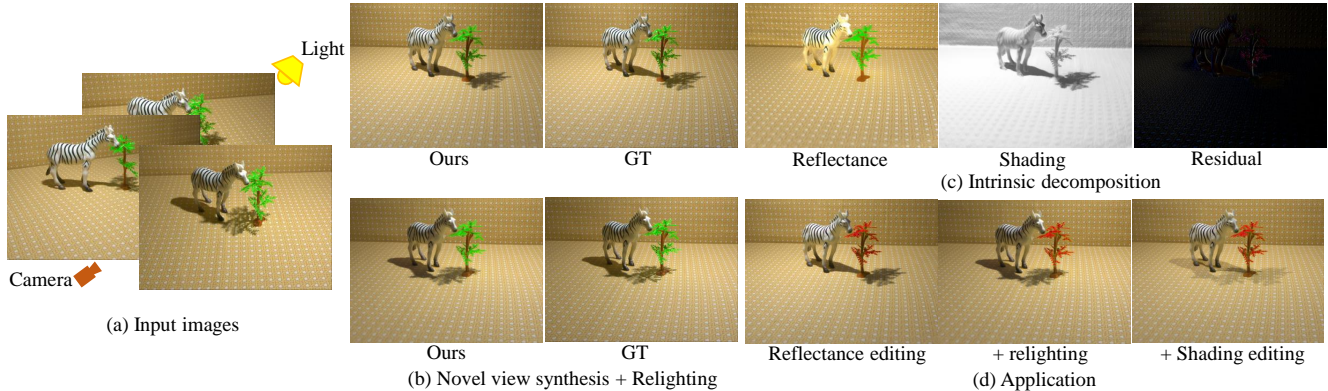 Light
Camera
(a) Input images
Ours GT
Ours GT
(b) Novel view synthesis + Relighting
Reflectance Shading Residual
(c) Intrinsic decomposition
Reflectance editing + relighting + Shading editing
(d) Application